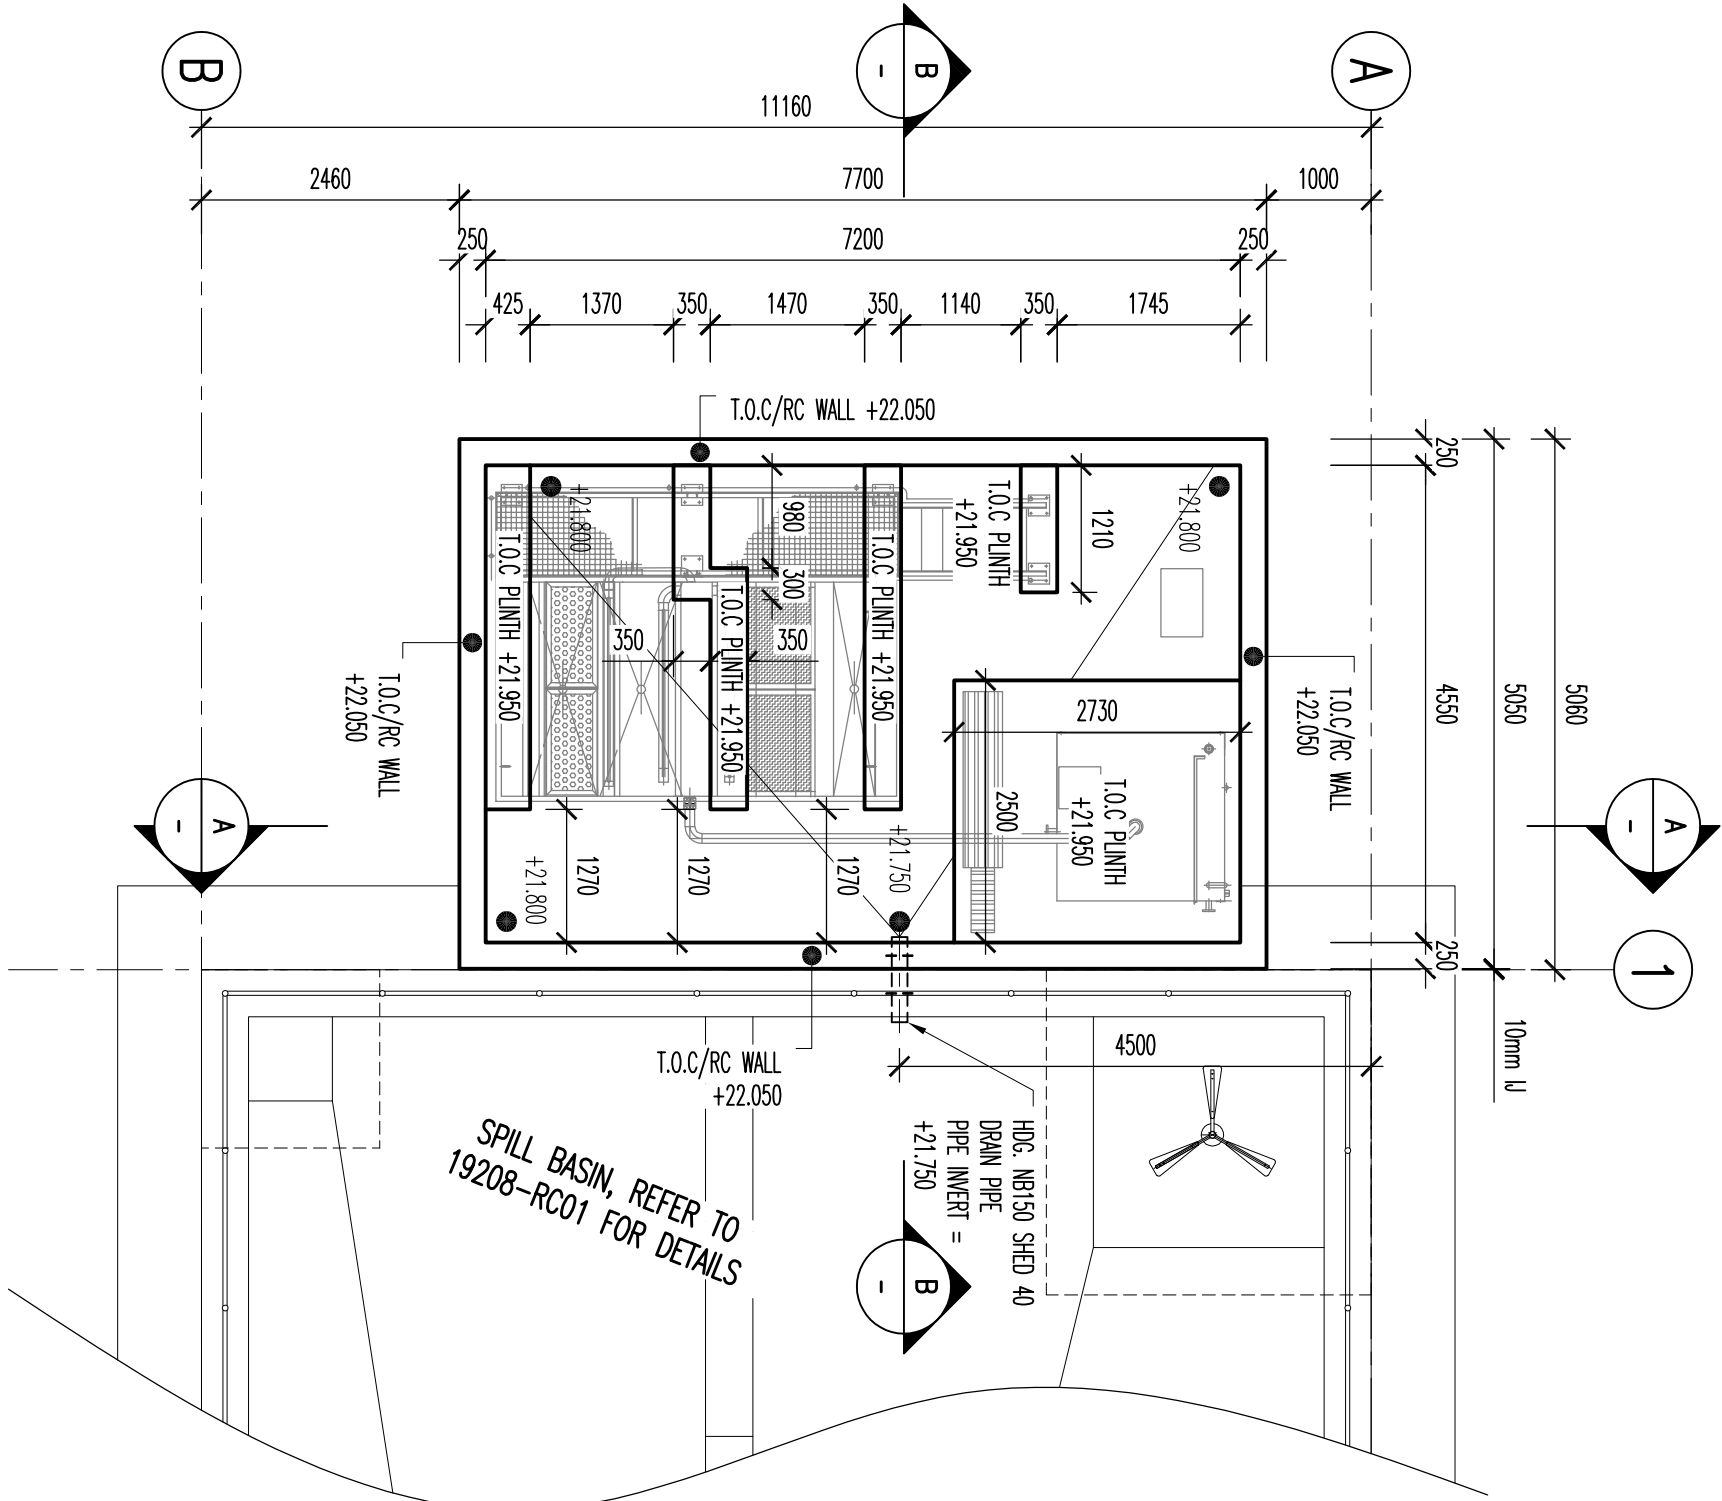 B
B
-
A
11160
2460
7700
1000
250
7200
250
425
1370
350
1470
350
1140
350
1745
T.O.C/RC WALL +22.050
250
4550
5050
5060
250
10mm IJ
+21.800
980
300
T.O.C PLINTH
+21.950
1210
+21.800
T.O.C PLINTH +21.950
350
T.O.C PLINTH +21.950
350
T.O.C PLINTH +21.950
T.O.C/RC WALL
+22.050
T.O.C/RC WALL
+22.050
2730
2500
T.O.C PLINTH
+21.950
A
-
A
-
+21.800
1270
1270
1270
+21.750
1
T.O.C/RC WALL
+22.050
4500
HDG. NB150 SHED 40
DRAIN PIPE
PIPE INVERT =
+21.750
SPILL BASIN, REFER TO
19208-RC01 FOR DETAILS
B
-